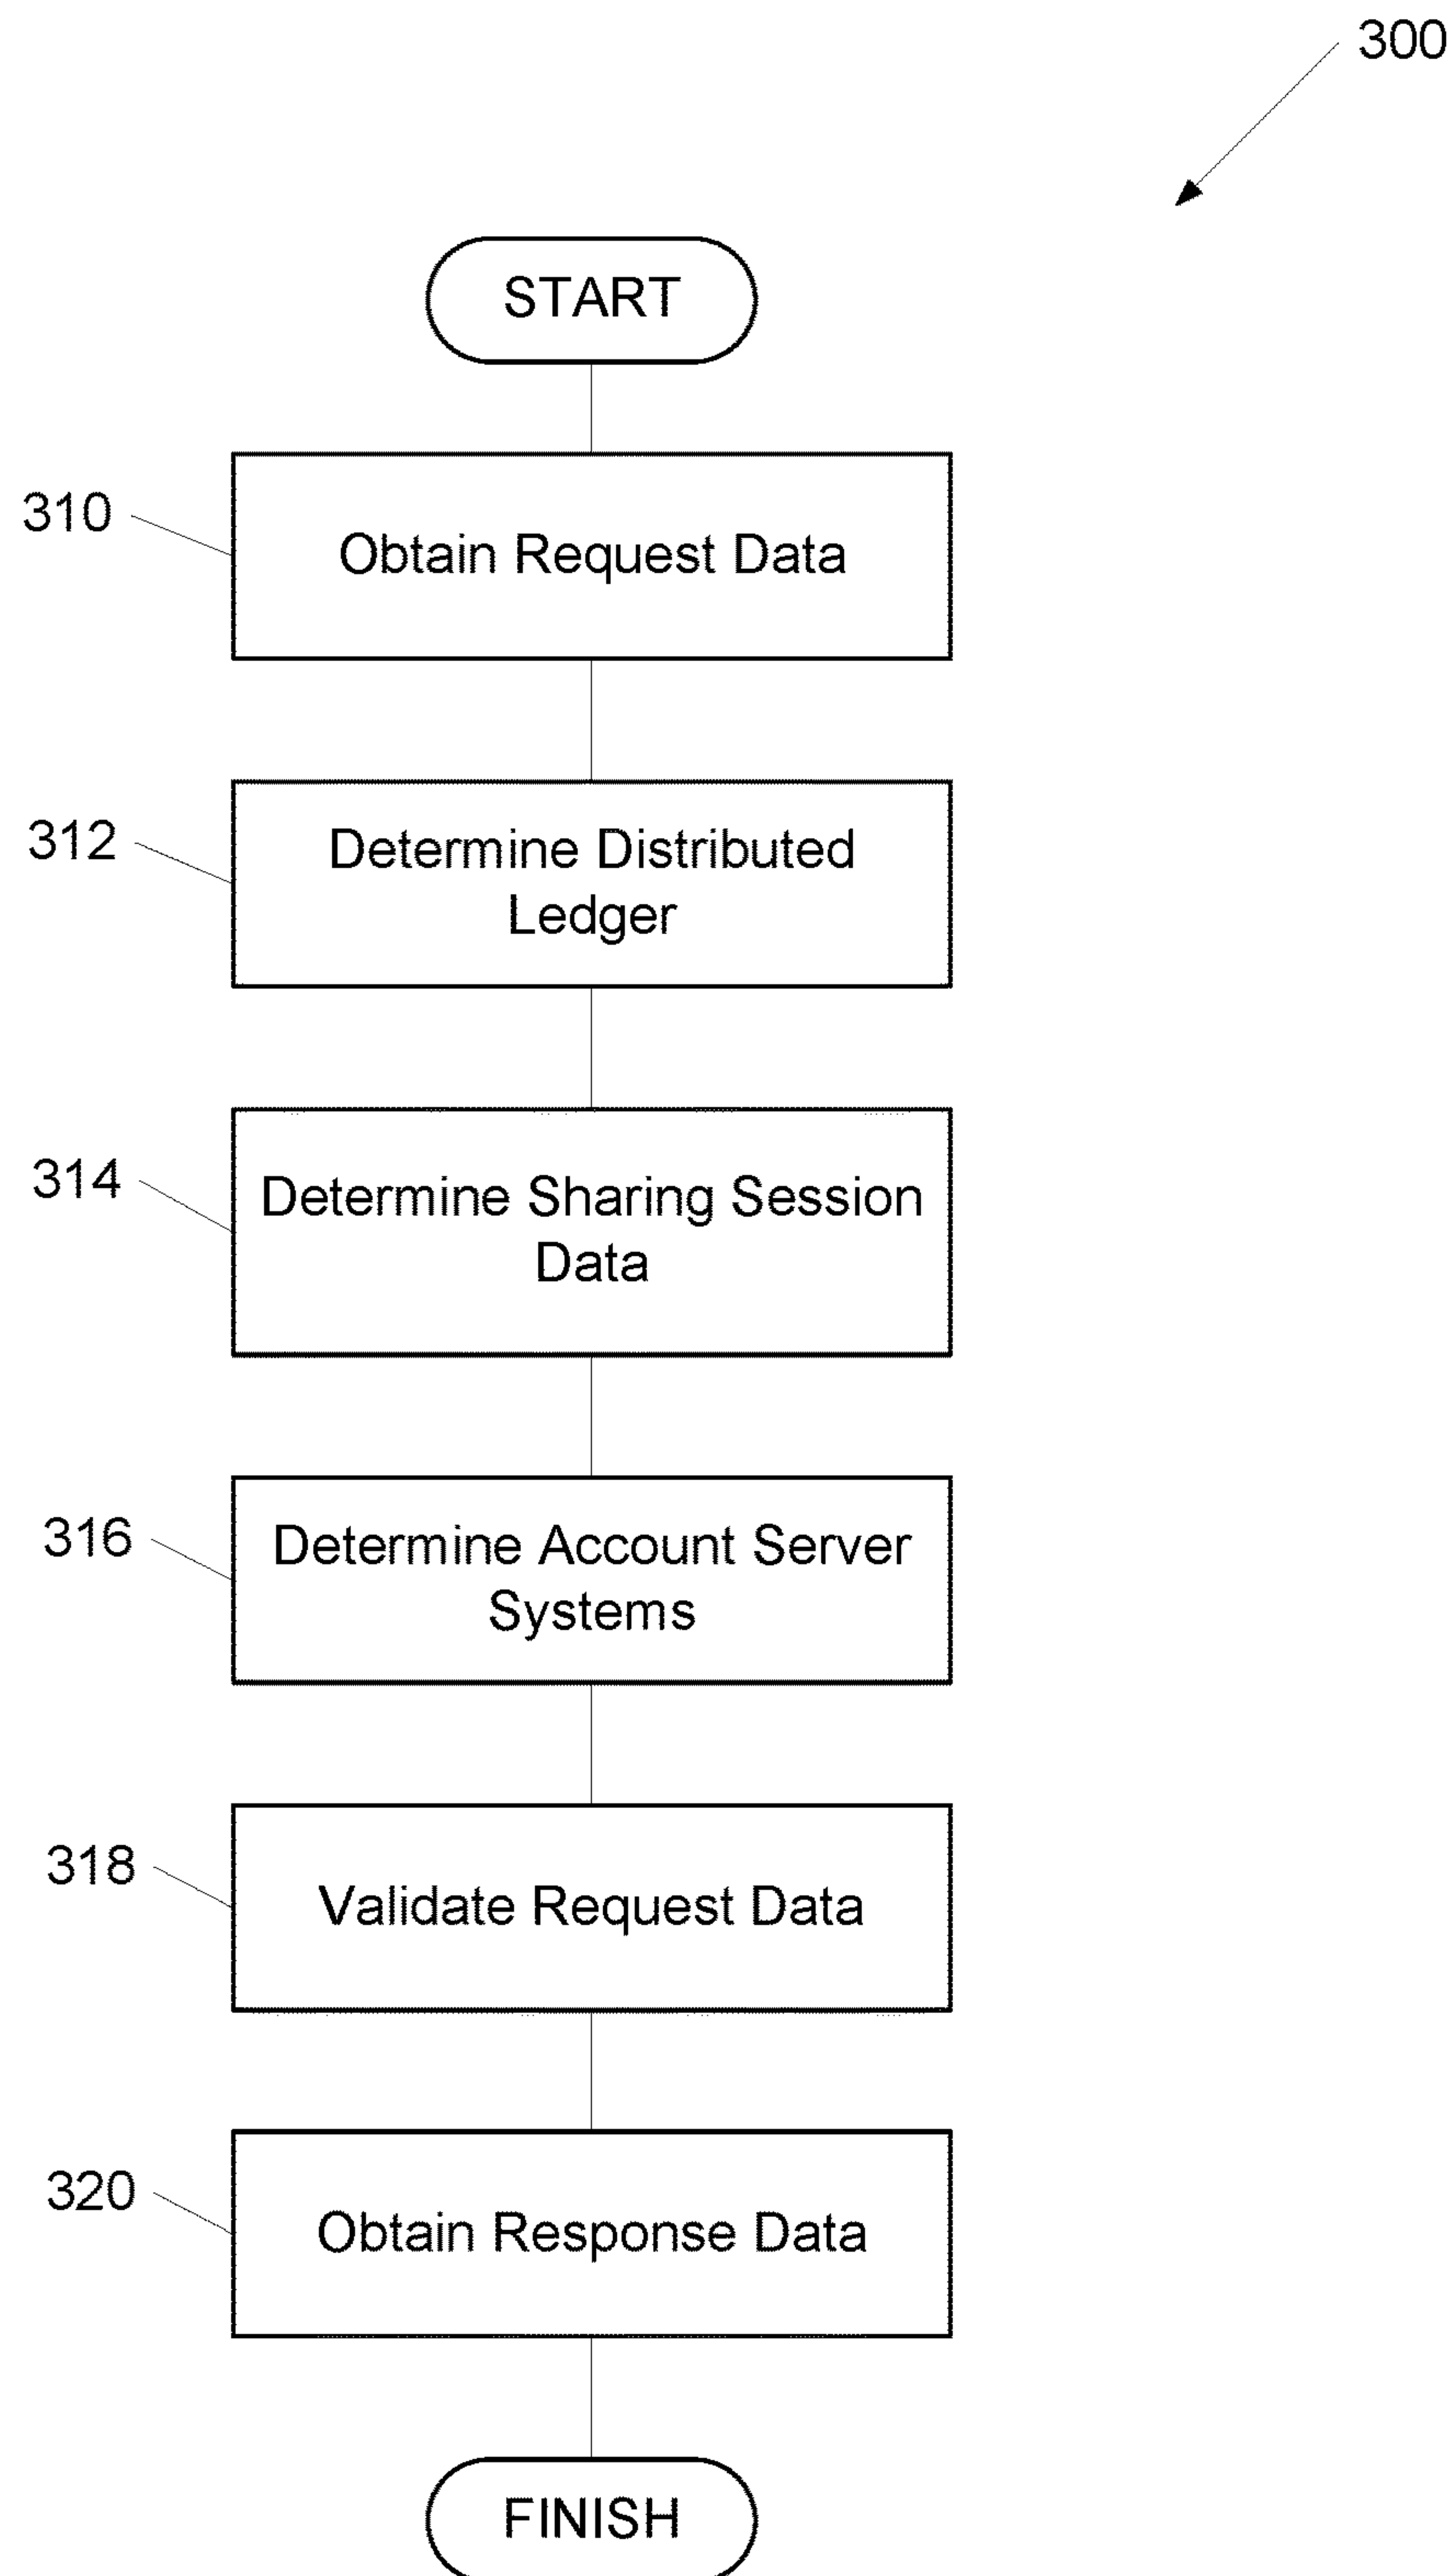 300
START
310
Obtain Request Data
312
Determine Distributed
Ledger
314
Determine Sharing Session
Data
316
Determine Account Server
Systems
318
Validate Request Data
320
Obtain Response Data
FINISH